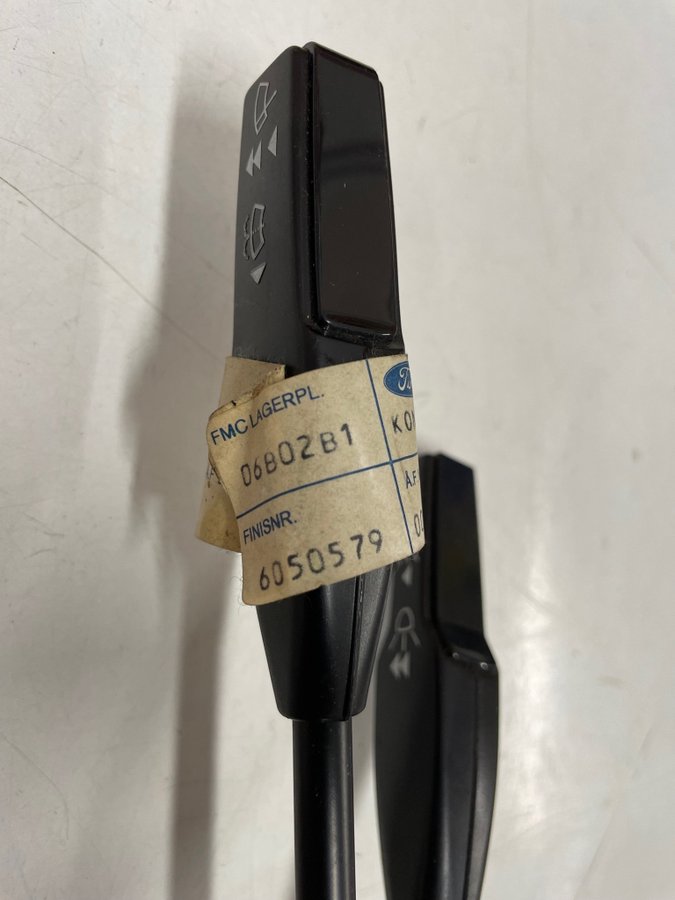 FMC LAGERPL.
06B02B1
FINISNR.
6050579